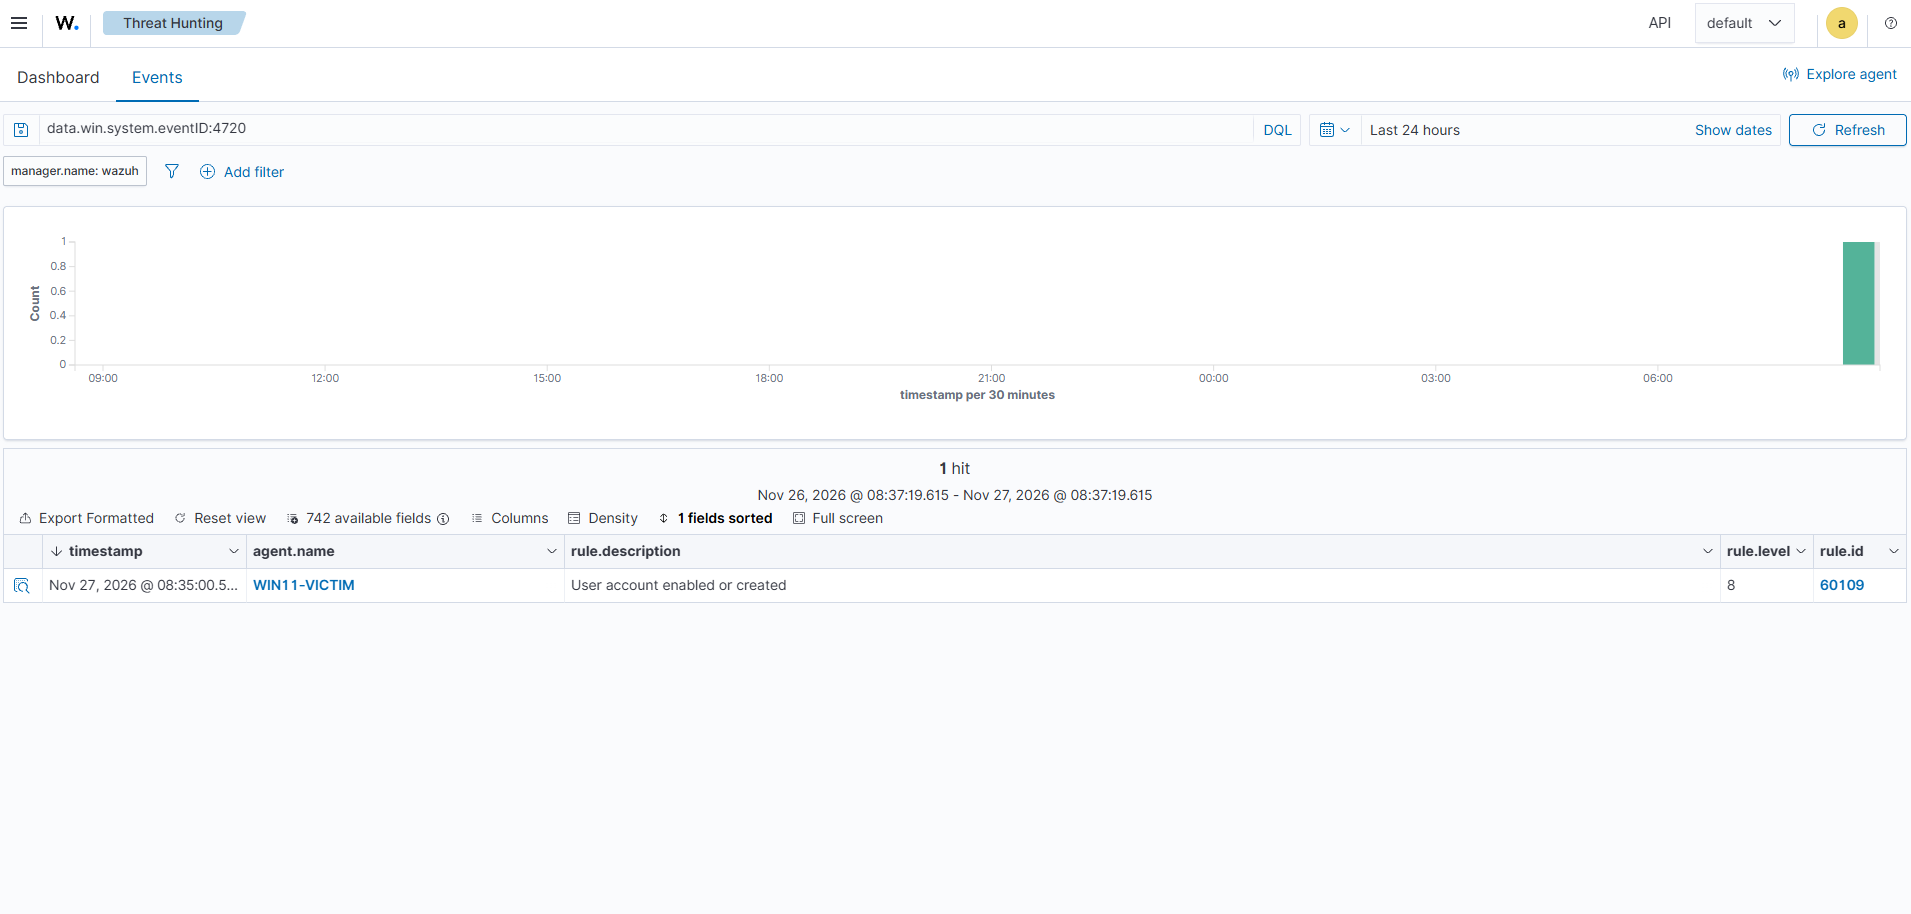 W. Threat Hunting API default a
Dashboard Events Explore agent
data.win.system.eventID:4720 DQL Last 24 hours Show dates Refresh
manager.name: wazuh Add filter
1
0.8
0.6
0.4
0.2
0
Count
09:00 12:00 15:00 18:00 21:00 00:00 03:00 06:00
timestamp per 30 minutes
1 hit
Nov 26, 2026 @ 08:37:19.615 - Nov 27, 2026 @ 08:37:19.615
Export Formatted Reset view 742 available fields Columns Density 1 fields sorted Full screen
timestamp agent.name rule.description rule.level rule.id
Nov 27, 2026 @ 08:35:00.5... WIN11-VICTIM User account enabled or created 8 60109